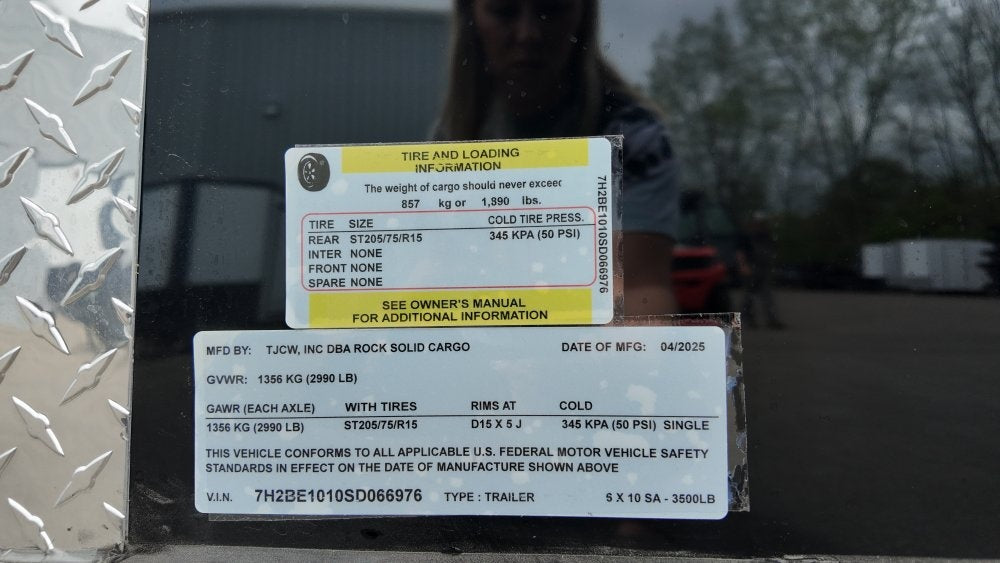 TIRE AND LOADING
INFORMATION
The weight of cargo should never exceed
857 kg or 1,890 lbs.
TIRE SIZE COLD TIRE PRESS.
REAR ST205/75/R15 345 KPA (50 PSI)
INTER NONE
FRONT NONE
SPARE NONE
SEE OWNER'S MANUAL
FOR ADDITIONAL INFORMATION
7H2BE1010SD066976
MFD BY: TJCW, INC DBA ROCK SOLID CARGO DATE OF MFG: 04/2025
GVWR: 1356 KG (2990 LB)
GAWR (EACH AXLE) WITH TIRES RIMS AT COLD
1356 KG (2990 LB) ST205/75/R15 D15 X 5 J 345 KPA (50 PSI) SINGLE
THIS VEHICLE CONFORMS TO ALL APPLICABLE U.S. FEDERAL MOTOR VEHICLE SAFETY
STANDARDS IN EFFECT ON THE DATE OF MANUFACTURE SHOWN ABOVE
V.I.N. 7H2BE1010SD066976 TYPE : TRAILER 6 X 10 SA - 3500LB